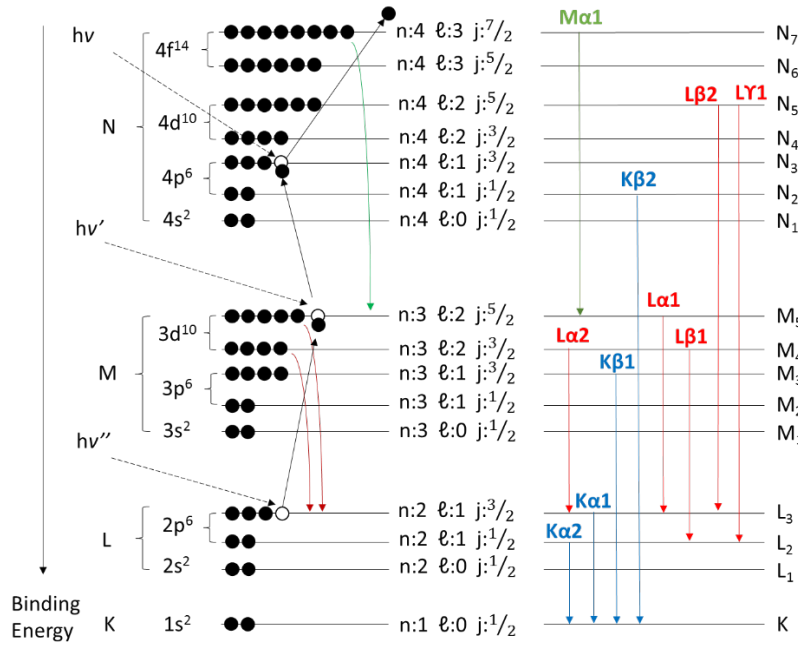 hν
4f¹⁴
n:4 ℓ:3 j:⁷/₂
Mα1
N₇
n:4 ℓ:3 j:⁵/₂
N₆
N
4d¹⁰
n:4 ℓ:2 j:⁵/₂
Lβ2
Lϒ1
N₅
n:4 ℓ:2 j:³/₂
N₄
4p⁶
n:4 ℓ:1 j:³/₂
N₃
n:4 ℓ:1 j:¹/₂
Kβ2
N₂
4s²
n:4 ℓ:0 j:¹/₂
N₁
hν′
M
3d¹⁰
n:3 ℓ:2 j:⁵/₂
Lα1
M₅
n:3 ℓ:2 j:³/₂
Lα2
Lβ1
M₄
3p⁶
n:3 ℓ:1 j:³/₂
Kβ1
M₃
n:3 ℓ:1 j:¹/₂
M₂
3s²
n:3 ℓ:0 j:¹/₂
M₁
hν″
L
2p⁶
n:2 ℓ:1 j:³/₂
Kα1
L₃
n:2 ℓ:1 j:¹/₂
Kα2
L₂
2s²
n:2 ℓ:0 j:¹/₂
L₁
Binding
Energy
K
1s²
n:1 ℓ:0 j:¹/₂
K